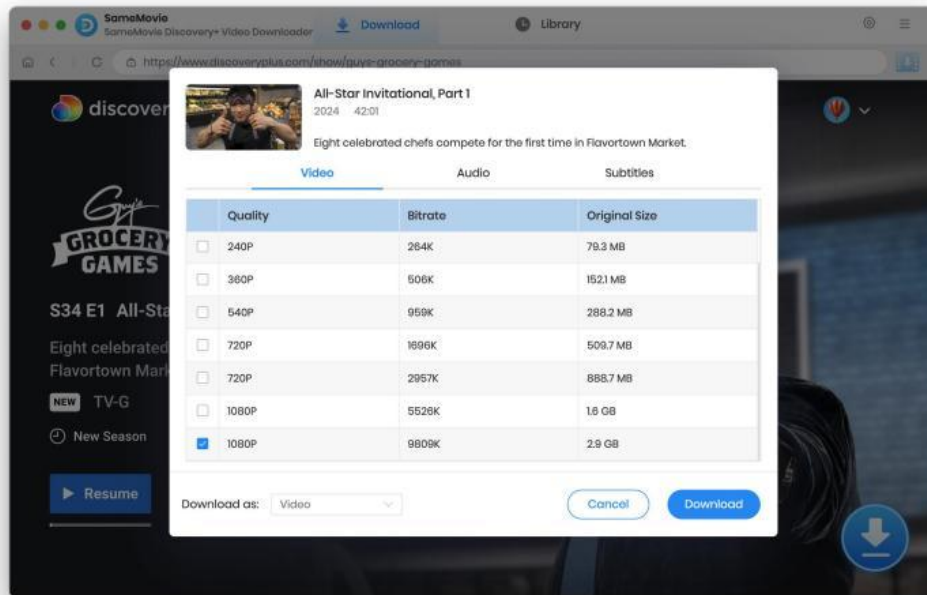 SameMovie
SameMovie Discovery+ Video Downloader
Download
Library
https://www.discoveryplus.com/show/guys-grocery-games
discover
Guy's
GROCERY
GAMES
S34 E1 All-Sta
Eight celebrated
Flavortown Mark
NEW TV-G
New Season
Resume
All-Star Invitational, Part 1
2024 42:01
Eight celebrated chefs compete for the first time in Flavortown Market.
Video Audio Subtitles
Quality Bitrate Original Size
240P 264K 79.3 MB
360P 506K 152.1 MB
540P 959K 288.2 MB
720P 1696K 509.7 MB
720P 2957K 888.7 MB
1080P 5526K 1.6 GB
1080P 9809K 2.9 GB
Download as: Video Cancel Download